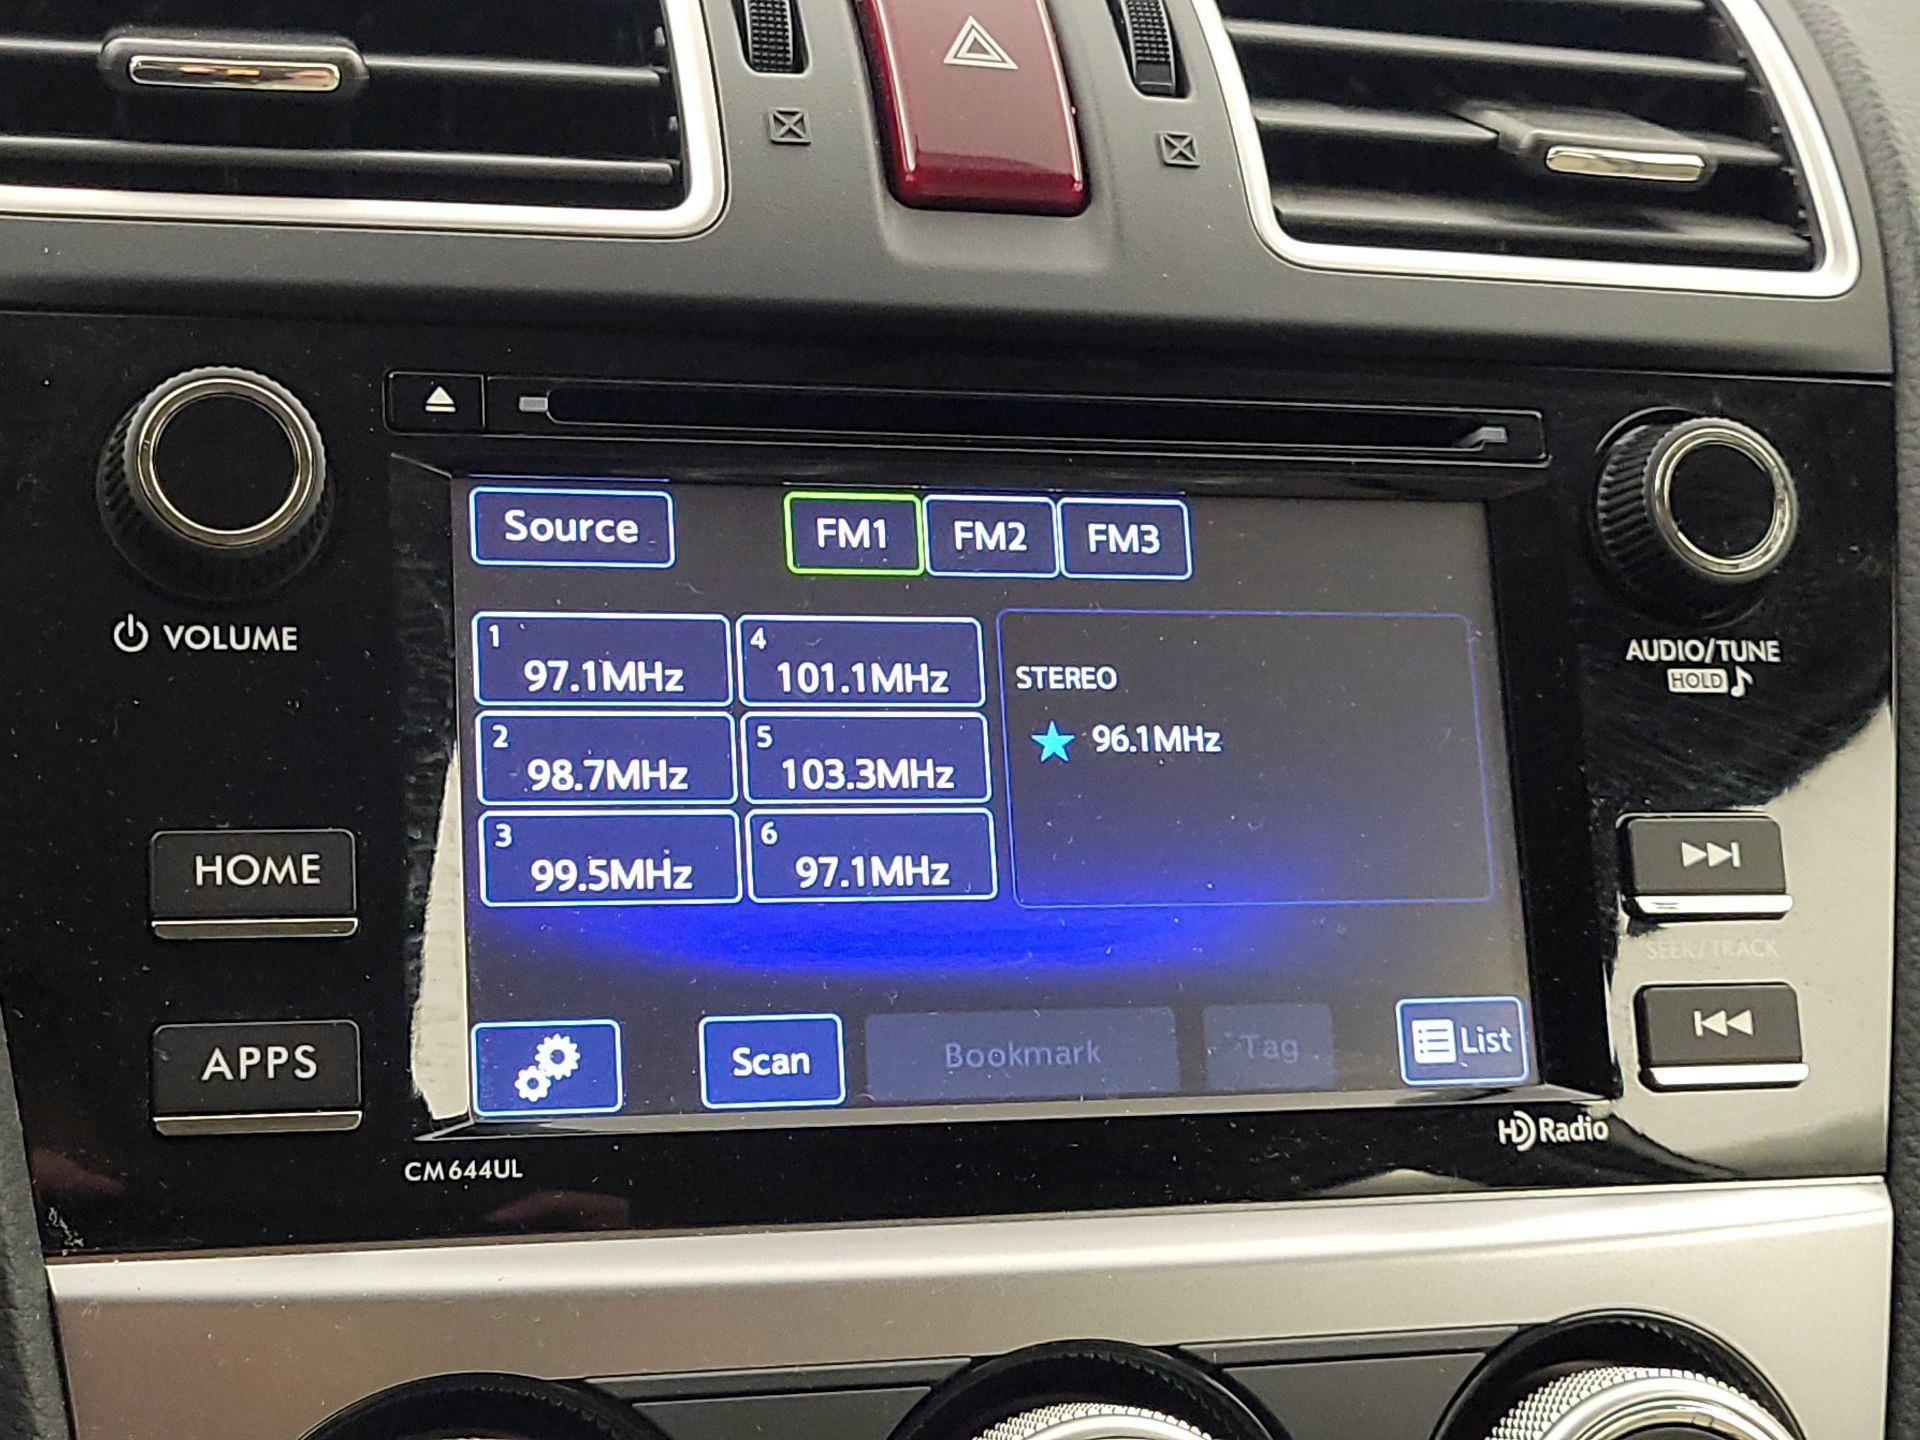 Source FM1 FM2 FM3
VOLUME
1 97.1MHz
4 101.1MHz
2 98.7MHz
5 103.3MHz
3 99.5MHz
6 97.1MHz
STEREO
★ 96.1MHz
AUDIO/TUNE
HOLD
HOME
APPS
SEEK/TRACK
Scan Bookmark Tag List
HD Radio
CM644UL